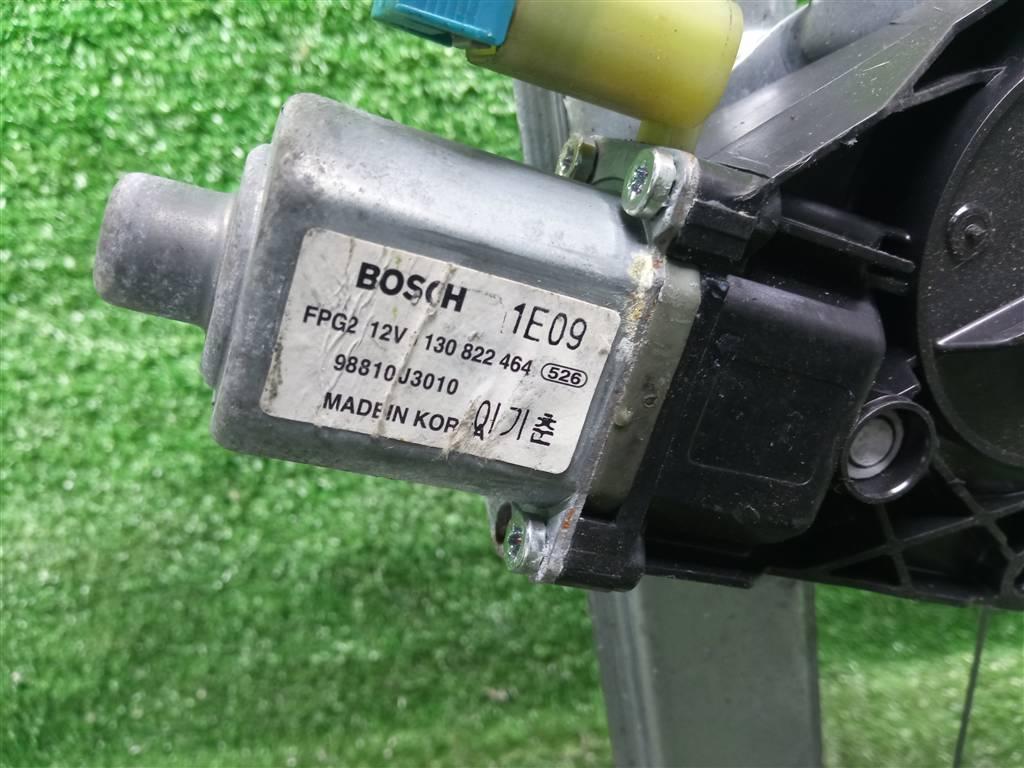 BOSCH 1E09
FPG2 12V 130 822 464 526
98810J3010
MADE IN KOR 이기춘